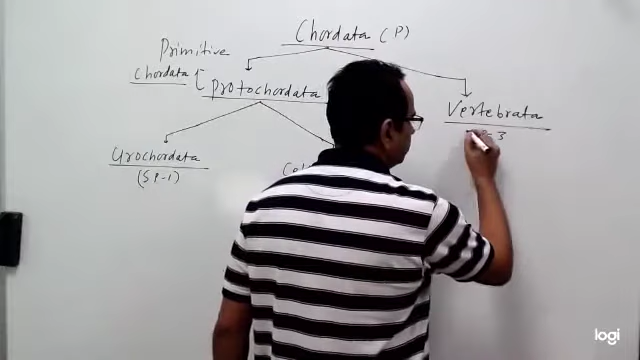 Chordata (P)
Primitive
Chordata [ Protochordata
Vertebrata
Urochordata
(SP-1)
logi